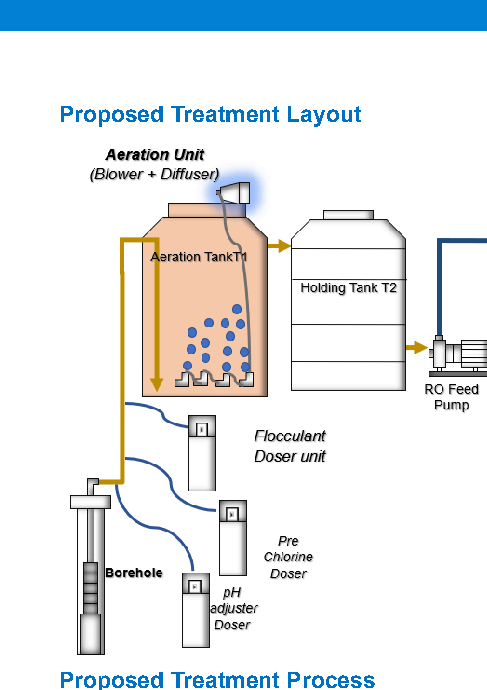 Proposed Treatment Layout
Aeration Unit
(Blower + Diffuser)
Aeration TankT1
Holding Tank T2
RO Feed
Pump
Flocculant
Doser unit
Pre
Chlorine
Doser
Borehole
pH
adjuster
Doser
Proposed Treatment Process